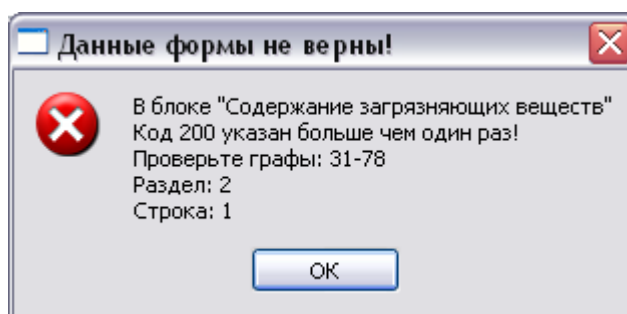 Данные формы не верны!
В блоке "Содержание загрязняющих веществ"
Код 200 указан больше чем один раз!
Проверьте графы: 31-78
Раздел: 2
Строка: 1
OK